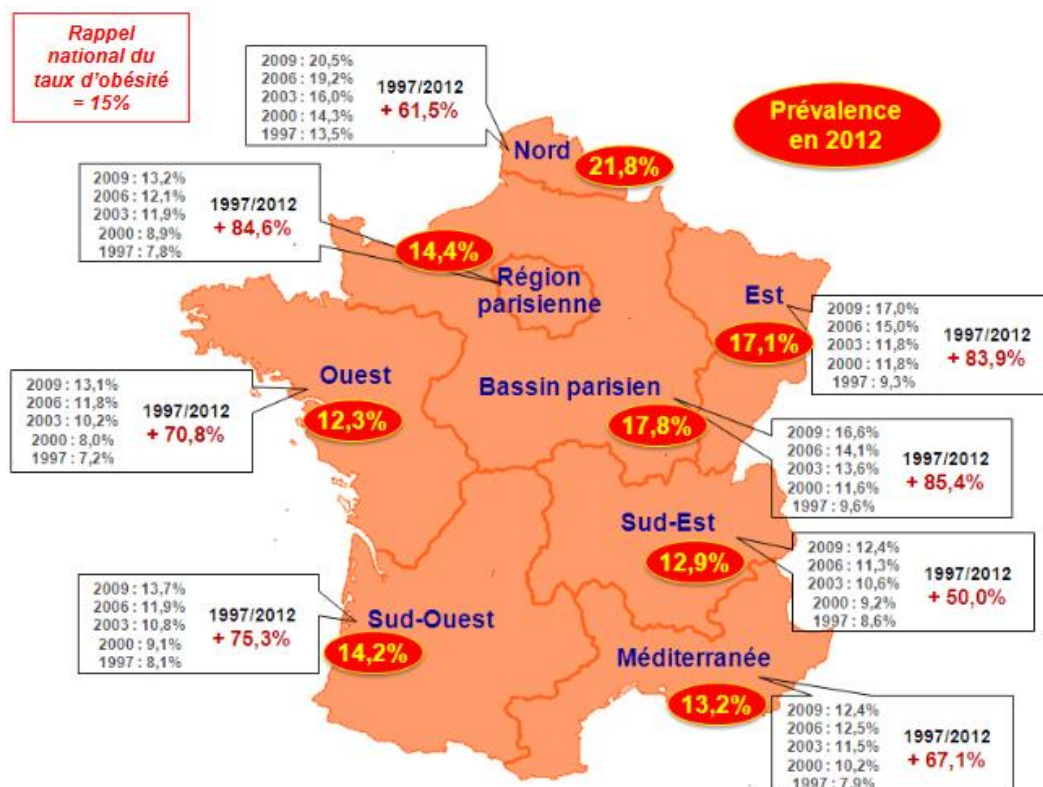 Rappel
national du
taux d'obésité
= 15%
2009 : 20,5%
2006 : 19,2%
2003 : 16,0%
2000 : 14,3%
1997 : 13,5%
1997/2012
+ 61,5%
Prévalence
en 2012
Nord
21,8%
2009 : 13,2%
2006 : 12,1%
2003 : 11,9%
2000 : 8,9%
1997 : 7,8%
1997/2012
+ 84,6%
14,4%
Région
parisienne
Est
17,1%
2009 : 17,0%
2006 : 15,0%
2003 : 11,8%
2000 : 11,8%
1997 : 9,3%
1997/2012
+ 83,9%
2009 : 13,1%
2006 : 11,8%
2003 : 10,2%
2000 : 8,0%
1997 : 7,2%
1997/2012
+ 70,8%
Ouest
12,3%
Bassin parisien
17,8%
2009 : 16,6%
2006 : 14,1%
2003 : 13,6%
2000 : 11,6%
1997 : 9,6%
1997/2012
+ 85,4%
Sud-Est
12,9%
2009 : 12,4%
2006 : 11,3%
2003 : 10,6%
2000 : 9,2%
1997 : 8,6%
1997/2012
+ 50,0%
2009 : 13,7%
2006 : 11,9%
2003 : 10,8%
2000 : 9,1%
1997 : 8,1%
1997/2012
+ 75,3%
Sud-Ouest
14,2%
Méditerranée
13,2%
2009 : 12,4%
2006 : 12,5%
2003 : 11,5%
2000 : 10,2%
1997 : 7,9%
1997/2012
+ 67,1%